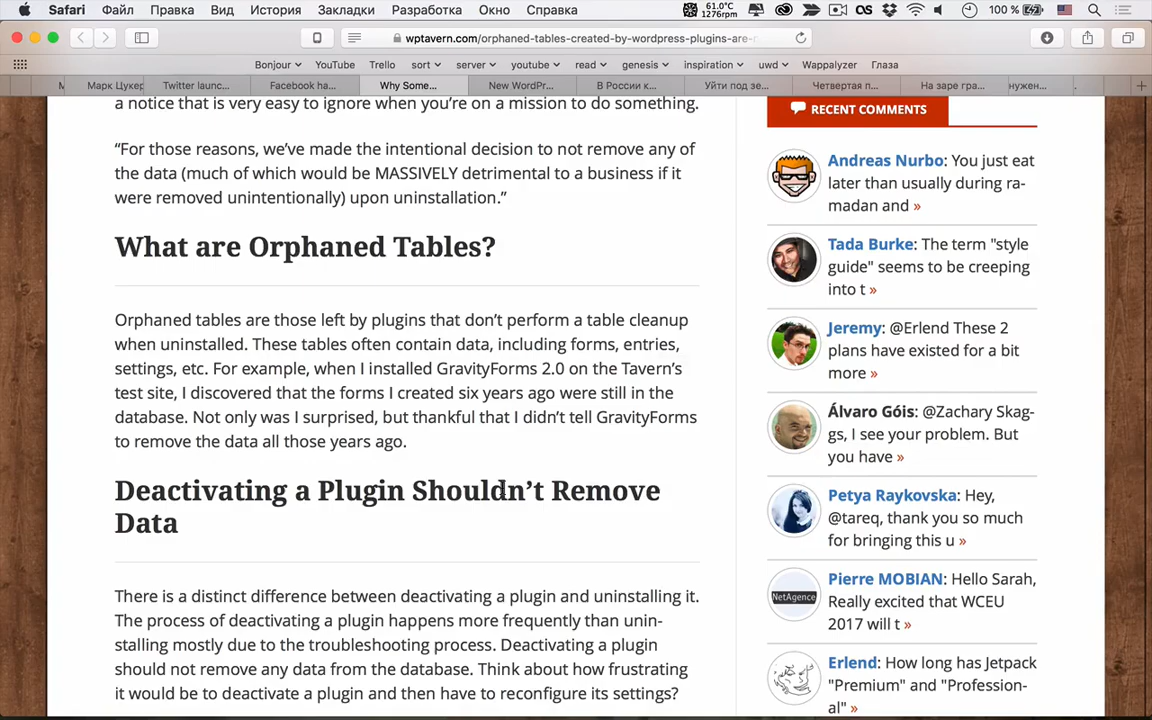 Safari Файл Правка Вид История Закладки Разработка Окно Справка 61.0°C 1276rpm 100 %
wptavern.com/orphaned-tables-created-by-wordpress-plugins-are-
Bonjour YouTube Trello sort server youtube read genesis inspiration uwd Wappalyzer Глаза
Марк Цукер Twitter launc... Facebook ha... Why Some... New WordPr... В России к... Уйти под зе... Четвертая п... На заре гра... нужен...
a notice that is very easy to ignore when you’re on a mission to do something.
“For those reasons, we’ve made the intentional decision to not remove any of
the data (much of which would be MASSIVELY detrimental to a business if it
were removed unintentionally) upon uninstallation.”
What are Orphaned Tables?
Orphaned tables are those left by plugins that don’t perform a table cleanup
when uninstalled. These tables often contain data, including forms, entries,
settings, etc. For example, when I installed GravityForms 2.0 on the Tavern’s
test site, I discovered that the forms I created six years ago were still in the
database. Not only was I surprised, but thankful that I didn’t tell GravityForms
to remove the data all those years ago.
Deactivating a Plugin Shouldn’t Remove
Data
There is a distinct difference between deactivating a plugin and uninstalling it.
The process of deactivating a plugin happens more frequently than unin-
stalling mostly due to the troubleshooting process. Deactivating a plugin
should not remove any data from the database. Think about how frustrating
it would be to deactivate a plugin and then have to reconfigure its settings?
RECENT COMMENTS
Andreas Nurbo: You just eat
later than usually during ra-
madan and »
Tada Burke: The term "style
guide" seems to be creeping
into t »
Jeremy: @Erlend These 2
plans have existed for a bit
more »
Álvaro Góis: @Zachary Skag-
gs, I see your problem. But
you have »
Petya Raykovska: Hey,
@tareq, thank you so much
for bringing this u »
NetAgence
Pierre MOBIAN: Hello Sarah,
Really excited that WCEU
2017 will t »
Erlend: How long has Jetpack
"Premium" and "Profession-
al" »